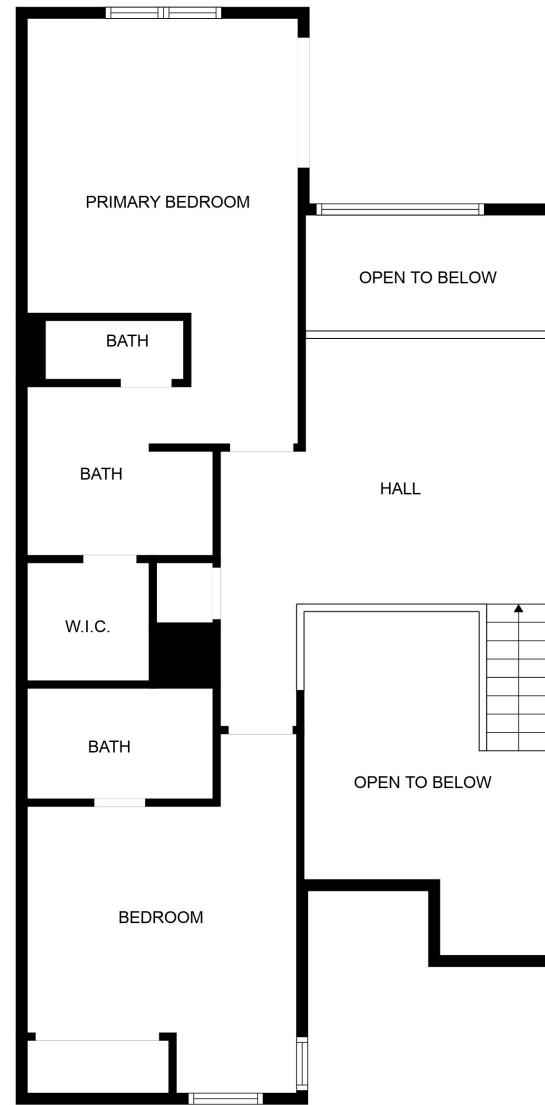 PRIMARY BEDROOM
OPEN TO BELOW
BATH
BATH
HALL
W.I.C.
BATH
OPEN TO BELOW
BEDROOM